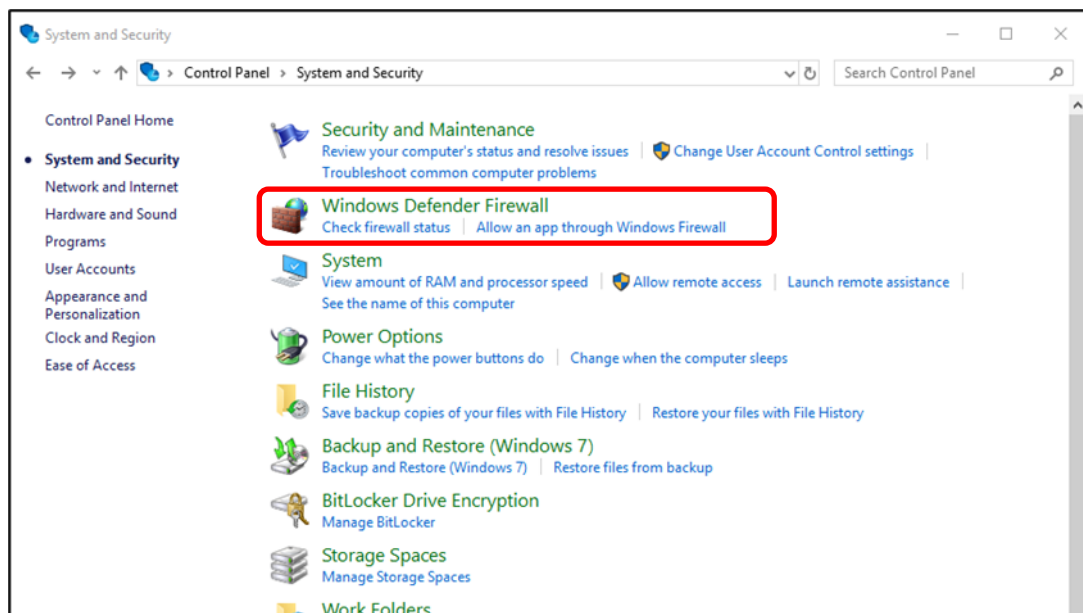 System and Security
Control Panel > System and Security
Search Control Panel
Control Panel Home
System and Security
Network and Internet
Hardware and Sound
Programs
User Accounts
Appearance and
Personalization
Clock and Region
Ease of Access
Security and Maintenance
Review your computer's status and resolve issues
Change User Account Control settings
Troubleshoot common computer problems
Windows Defender Firewall
Check firewall status
Allow an app through Windows Firewall
System
View amount of RAM and processor speed
Allow remote access
Launch remote assistance
See the name of this computer
Power Options
Change what the power buttons do
Change when the computer sleeps
File History
Save backup copies of your files with File History
Restore your files with File History
Backup and Restore (Windows 7)
Backup and Restore (Windows 7)
Restore files from backup
BitLocker Drive Encryption
Manage BitLocker
Storage Spaces
Manage Storage Spaces
Work Folders